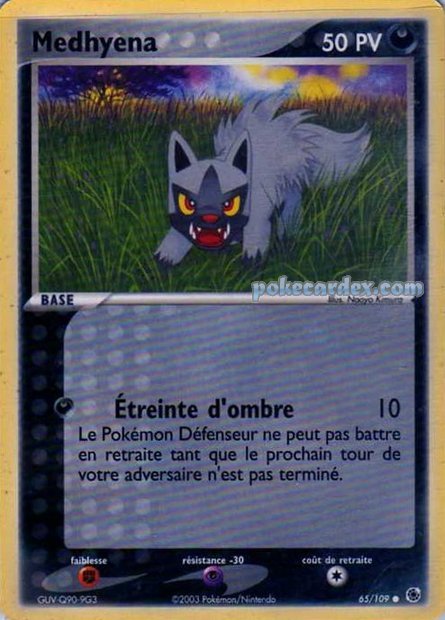 Medhyena 50 PV
pokecardex.com
BASE
Illus. Naoyo Kimura
Étreinte d'ombre 10
Le Pokémon Défenseur ne peut pas battre
en retraite tant que le prochain tour de
votre adversaire n'est pas terminé.
faiblesse résistance -30 coût de retraite
GUV-Q90-9G3 ©2003 Pokémon/Nintendo 65/109 ●